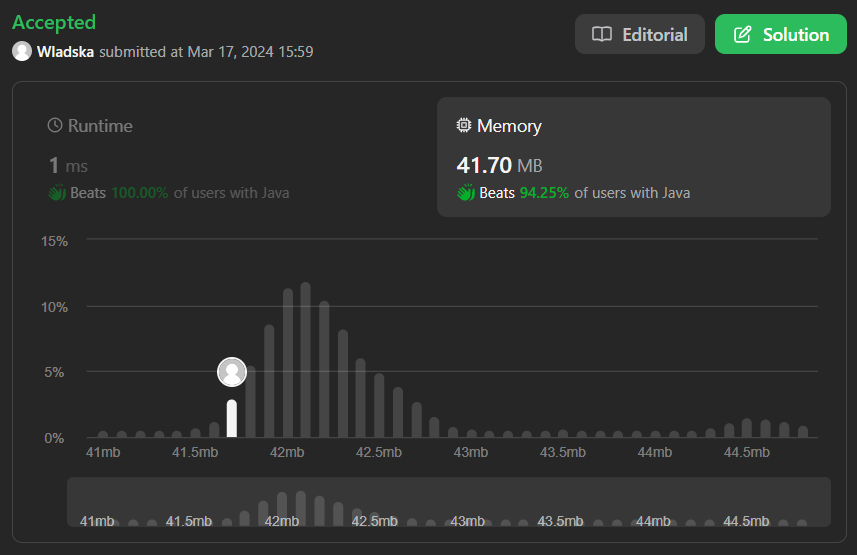 Accepted
Wladska submitted at Mar 17, 2024 15:59
Editorial
Solution
Runtime
1 ms
Beats 100.00% of users with Java
Memory
41.70 MB
Beats 94.25% of users with Java
15%
10%
5%
0%
41mb 41.5mb 42mb 42.5mb 43mb 43.5mb 44mb 44.5mb
41mb 41.5mb 42mb 42.5mb 43mb 43.5mb 44mb 44.5mb